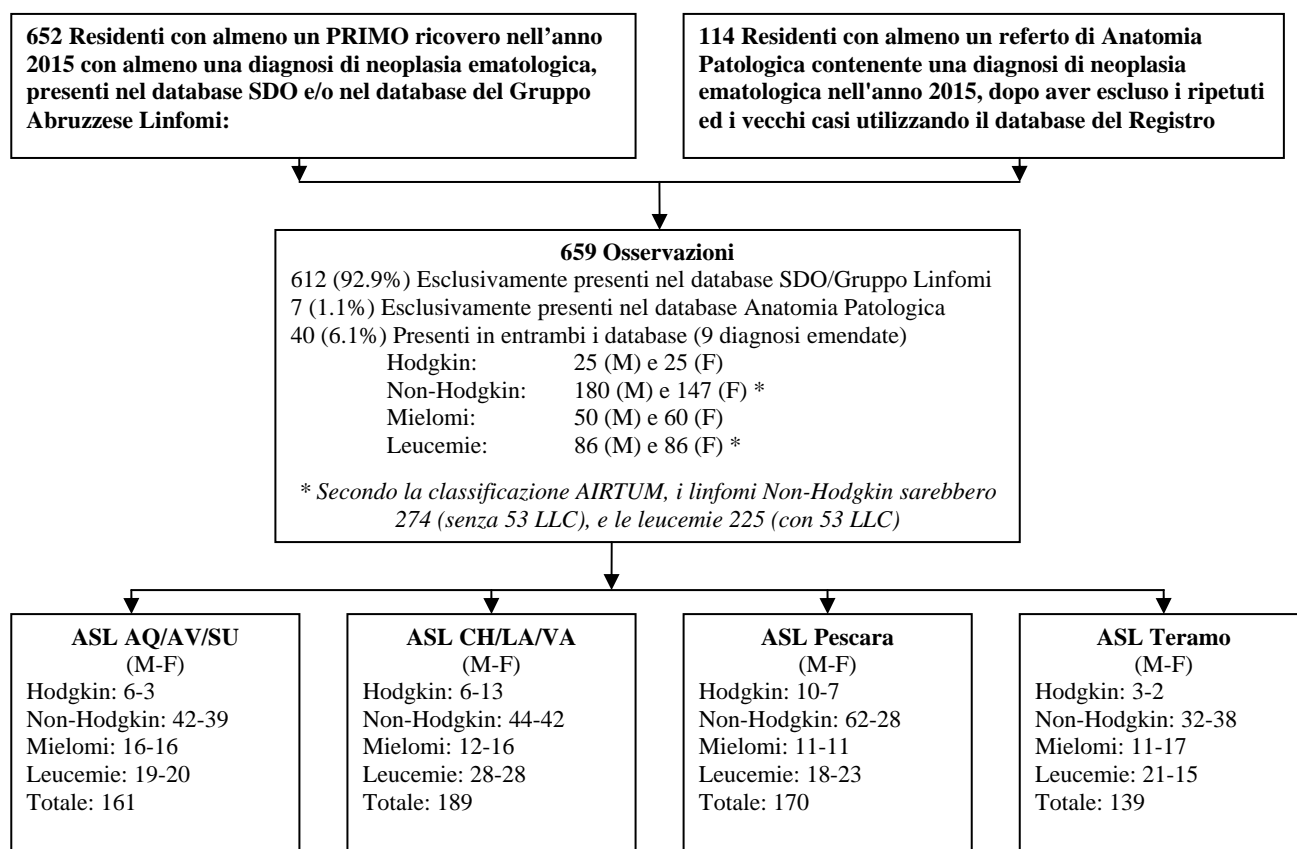 652 Residenti con almeno un PRIMO ricovero nell'anno
2015 con almeno una diagnosi di neoplasia ematologica,
presenti nel database SDO e/o nel database del Gruppo
Abruzzese Linfomi:
114 Residenti con almeno un referto di Anatomia
Patologica contenente una diagnosi di neoplasia
ematologica nell'anno 2015, dopo aver escluso i ripetuti
ed i vecchi casi utilizzando il database del Registro
659 Osservazioni
612 (92.9%) Esclusivamente presenti nel database SDO/Gruppo Linfomi
7 (1.1%) Esclusivamente presenti nel database Anatomia Patologica
40 (6.1%) Presenti in entrambi i database (9 diagnosi emendate)
Hodgkin: 25 (M) e 25 (F)
Non-Hodgkin: 180 (M) e 147 (F) *
Mielomi: 50 (M) e 60 (F)
Leucemie: 86 (M) e 86 (F) *
* Secondo la classificazione AIRTUM, i linfomi Non-Hodgkin sarebbero
274 (senza 53 LLC), e le leucemie 225 (con 53 LLC)
ASL AQ/AV/SU
(M-F)
Hodgkin: 6-3
Non-Hodgkin: 42-39
Mielomi: 16-16
Leucemie: 19-20
Totale: 161
ASL CH/LA/VA
(M-F)
Hodgkin: 6-13
Non-Hodgkin: 44-42
Mielomi: 12-16
Leucemie: 28-28
Totale: 189
ASL Pescara
(M-F)
Hodgkin: 10-7
Non-Hodgkin: 62-28
Mielomi: 11-11
Leucemie: 18-23
Totale: 170
ASL Teramo
(M-F)
Hodgkin: 3-2
Non-Hodgkin: 32-38
Mielomi: 11-17
Leucemie: 21-15
Totale: 139